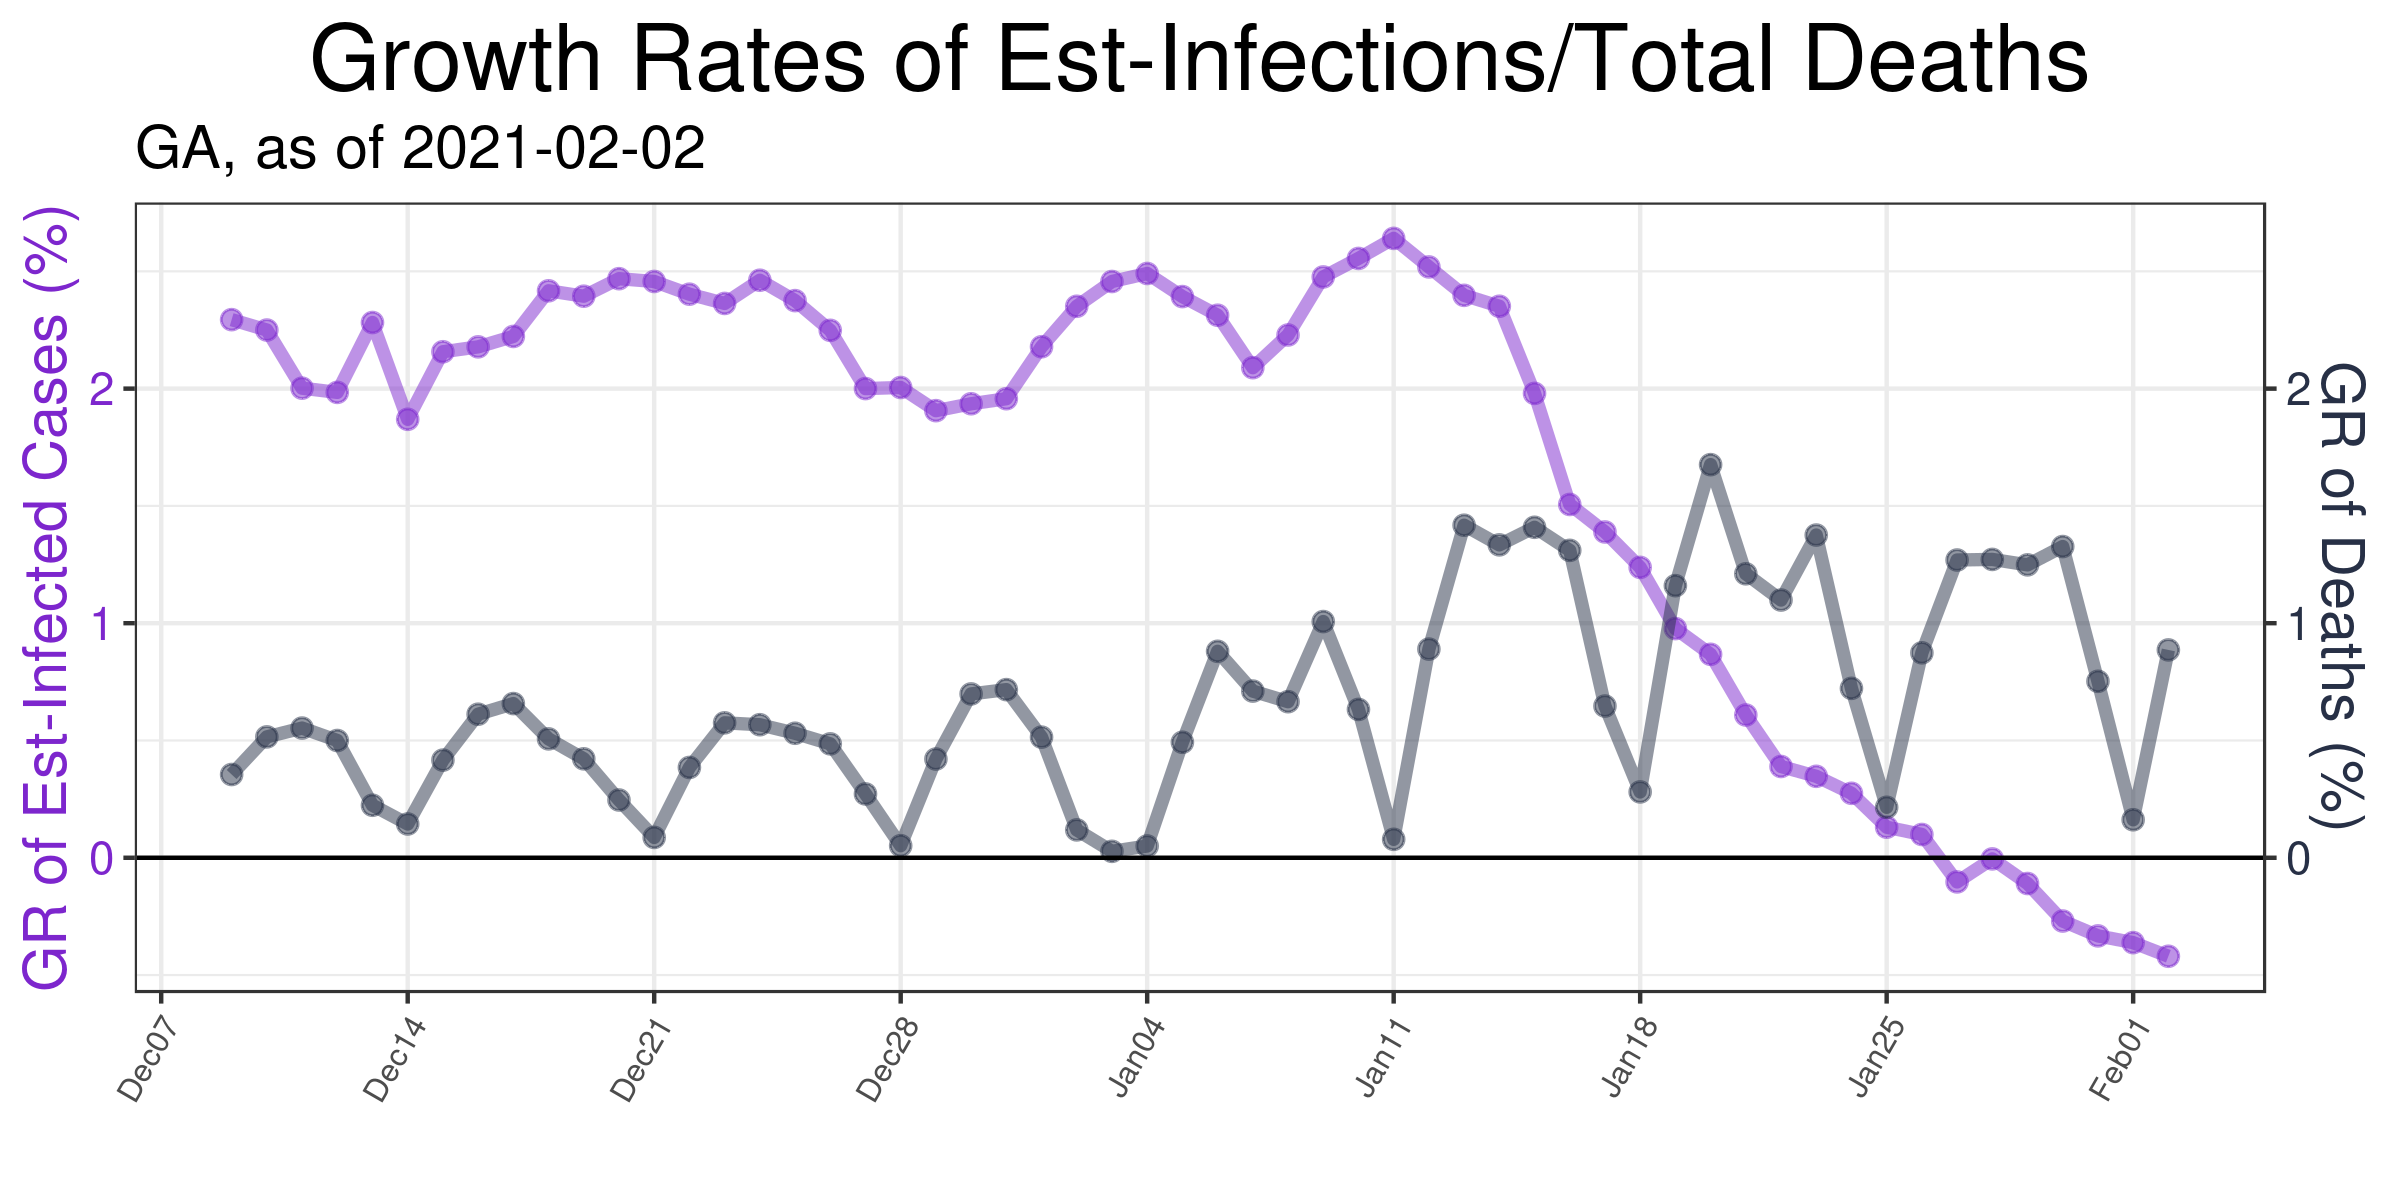 Growth Rates of Est-Infections/Total Deaths
GA, as of 2021-02-02
GR of Est-Infected Cases (%)
2
1
0
2
1
0
GR of Deaths (%)
Dec07
Dec14
Dec21
Dec28
Jan04
Jan11
Jan18
Jan25
Feb01